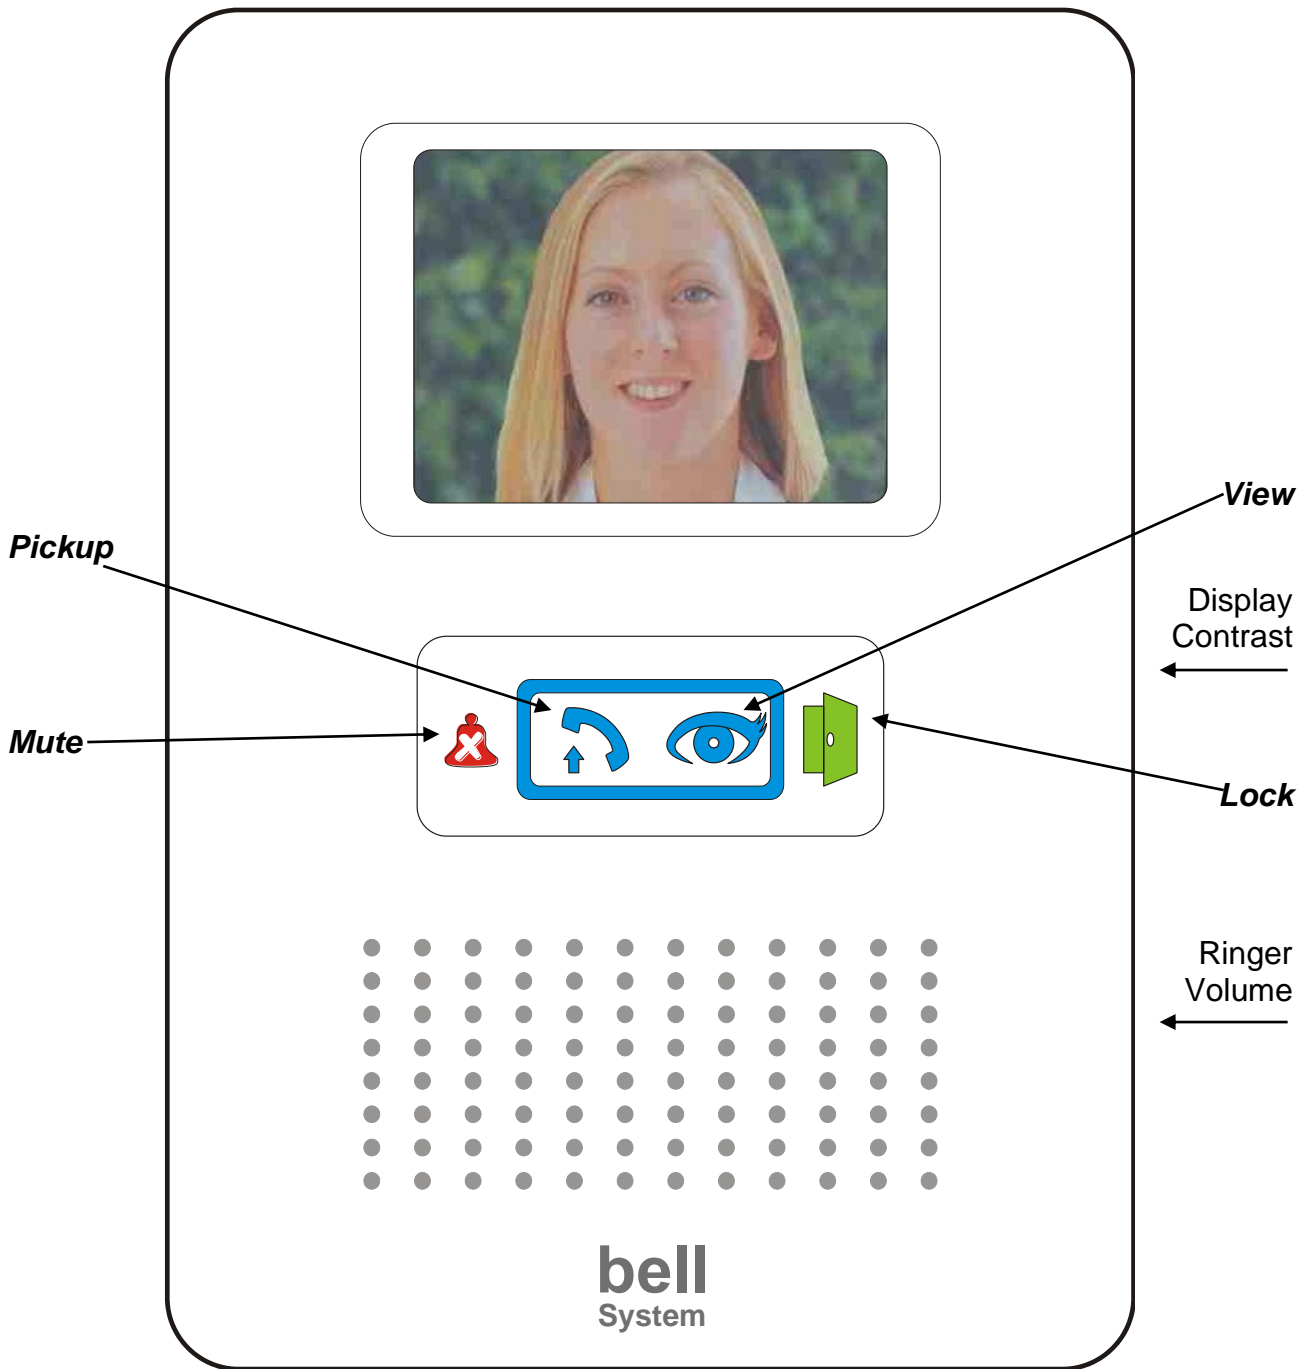 View
Pickup
Display
Contrast
Mute
Lock
Ringer
Volume
bell
System